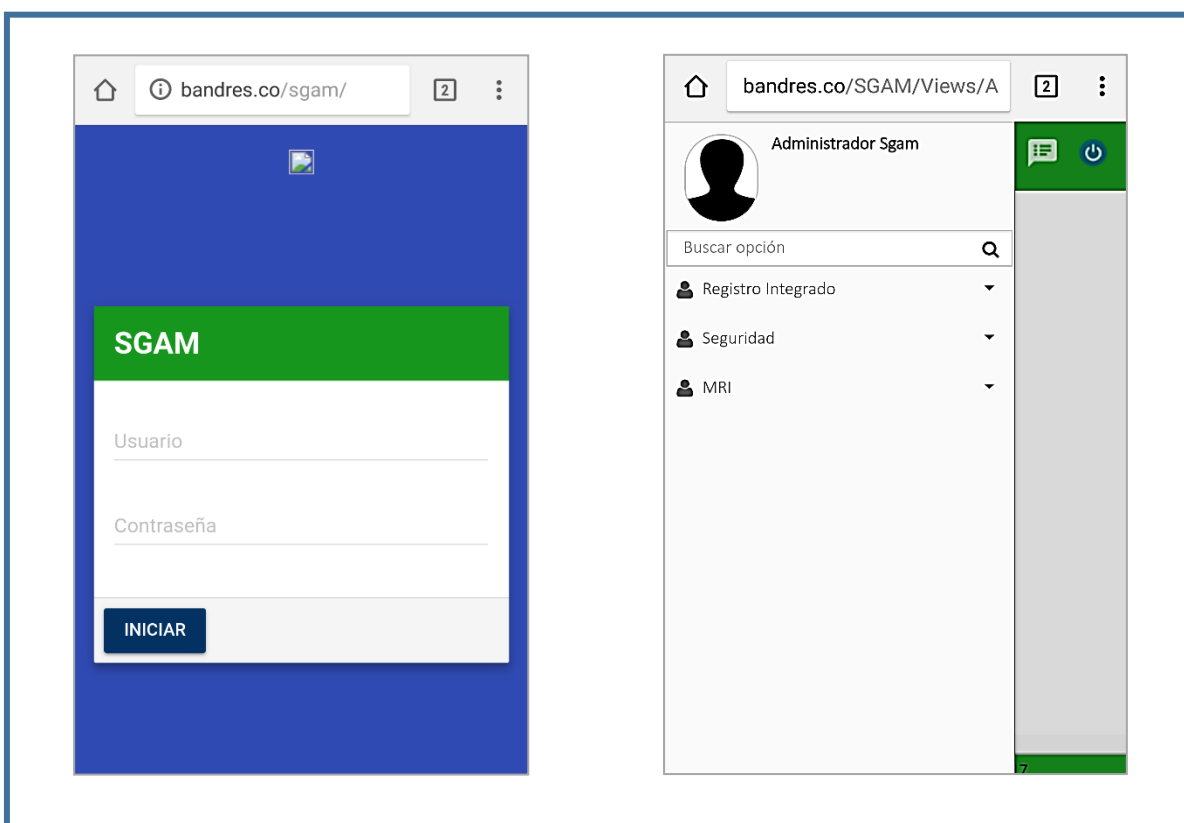 bandres.co/sgam/
2
SGAM
Usuario
Contraseña
INICIAR
bandres.co/SGAM/Views/A
2
Administrador Sgam
Buscar opción
Registro Integrado
Seguridad
MRI
7